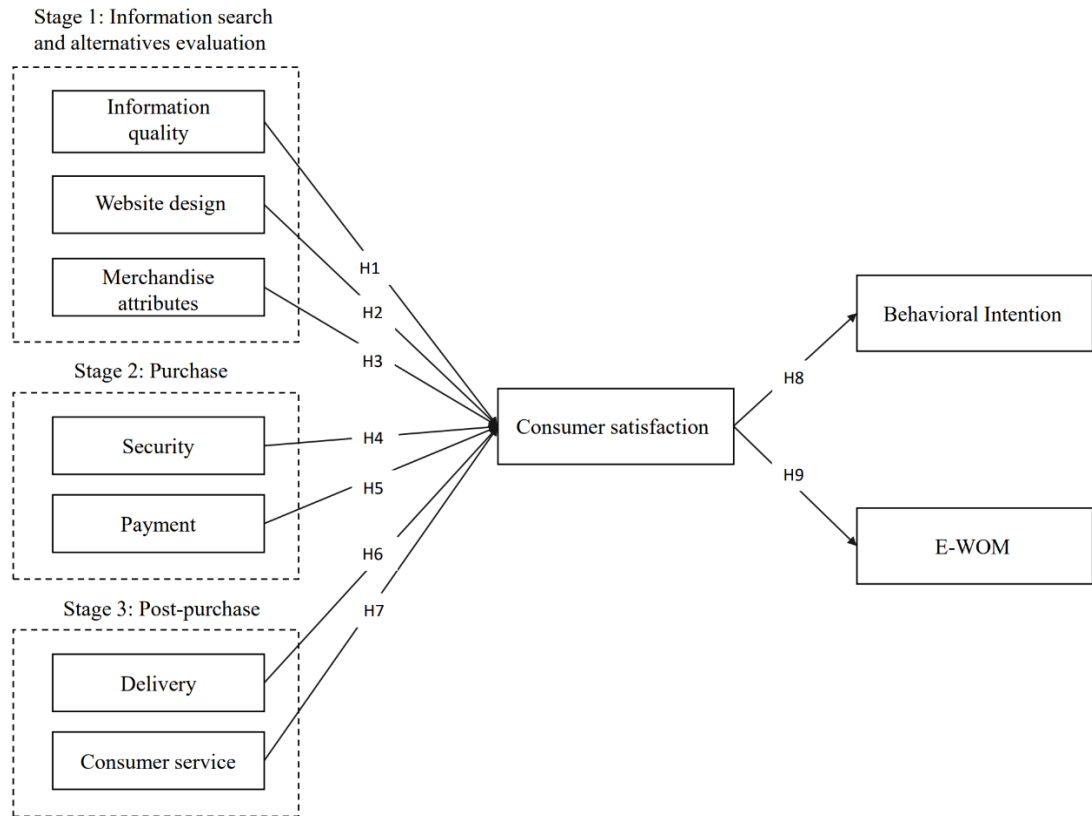 Stage 1: Information search
and alternatives evaluation
Information
quality
Website design
Merchandise
attributes
H1
H2
H3
Stage 2: Purchase
Security
Payment
H4
H5
Stage 3: Post-purchase
Delivery
Consumer service
H6
H7
Consumer satisfaction
H8
H9
Behavioral Intention
E-WOM